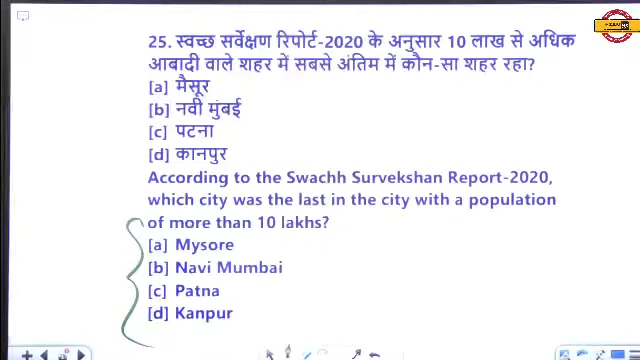 25. स्वच्छ सर्वेक्षण रिपोर्ट-2020 के अनुसार 10 लाख से अधिक
आबादी वाले शहर में सबसे अंतिम में कौन-सा शहर रहा?
[a] मैसूर
[b] नवी मुंबई
[c] पटना
[d] कानपुर
According to the Swachh Survekshan Report-2020,
which city was the last in the city with a population
of more than 10 lakhs?
[a] Mysore
[b] Navi Mumbai
[c] Patna
[d] Kanpur